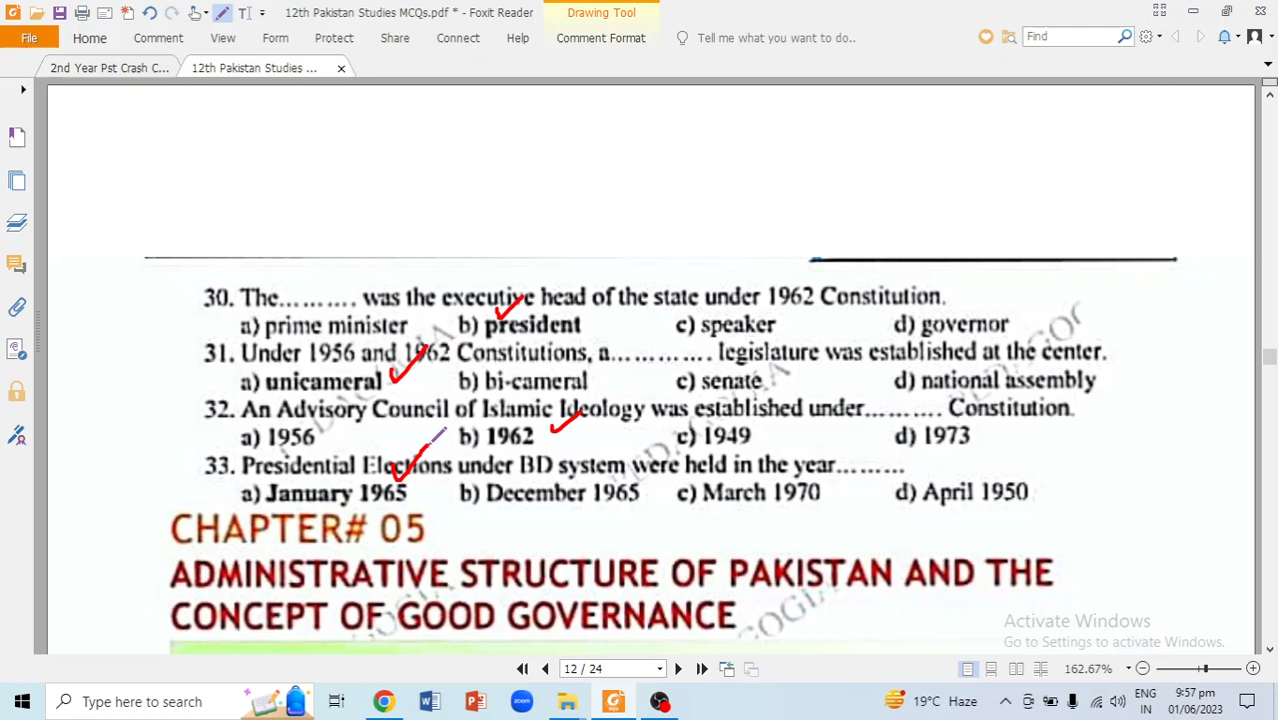 12th Pakistan Studies MCQs.pdf * - Foxit Reader
Drawing Tool
File Home Comment View Form Protect Share Connect Help Comment Format Tell me what you want to do.. Find
2nd Year Pst Crash C... 12th Pakistan Studies ...
30. The.......... was the executive head of the state under 1962 Constitution.
a) prime minister b) president c) speaker d) governor
31. Under 1956 and 1962 Constitutions, a............. legislature was established at the center.
a) unicameral b) bi-cameral c) senate d) national assembly
32. An Advisory Council of Islamic Ideology was established under.......... Constitution.
a) 1956 b) 1962 c) 1949 d) 1973
33. Presidential Elections under BD system were held in the year.........
a) January 1965 b) December 1965 c) March 1970 d) April 1950
CHAPTER# 05
ADMINISTRATIVE STRUCTURE OF PAKISTAN AND THE
CONCEPT OF GOOD GOVERNANCE
Activate Windows
Go to Settings to activate Windows.
12 / 24
162.67%
Type here to search
zoom
19°C Haze
ENG
IN
9:57 pm
01/06/2023